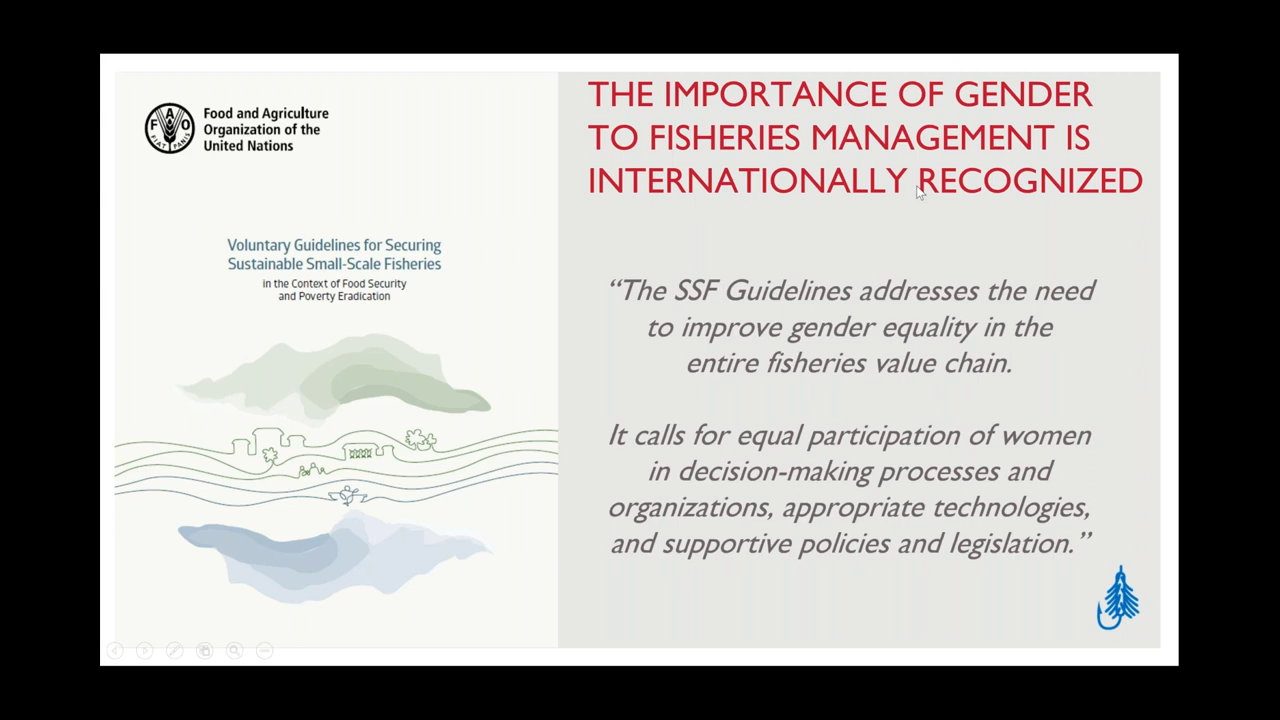 FAO
FIAT PANIS
Food and Agriculture
Organization of the
United Nations
Voluntary Guidelines for Securing
Sustainable Small-Scale Fisheries
in the Context of Food Security
and Poverty Eradication
THE IMPORTANCE OF GENDER
TO FISHERIES MANAGEMENT IS
INTERNATIONALLY RECOGNIZED
“The SSF Guidelines addresses the need
to improve gender equality in the
entire fisheries value chain.
It calls for equal participation of women
in decision-making processes and
organizations, appropriate technologies,
and supportive policies and legislation.”